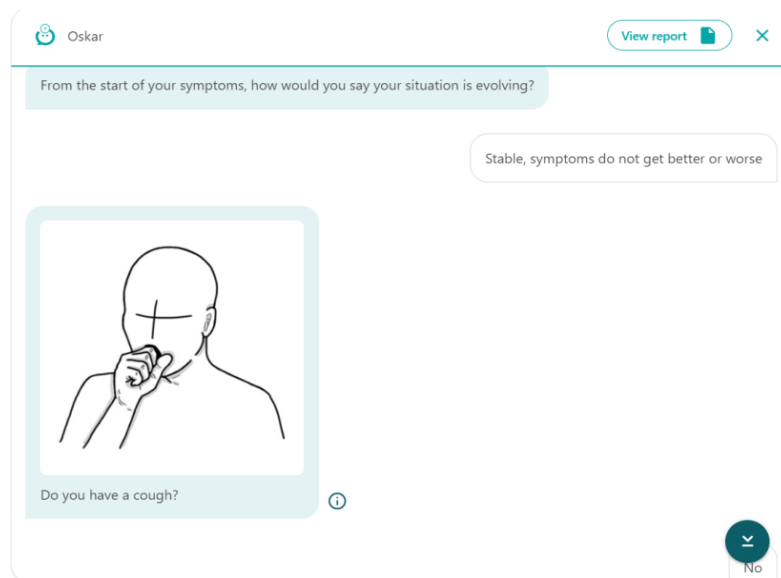 Oskar
View report
From the start of your symptoms, how would you say your situation is evolving?
Stable, symptoms do not get better or worse
Do you have a cough?
No